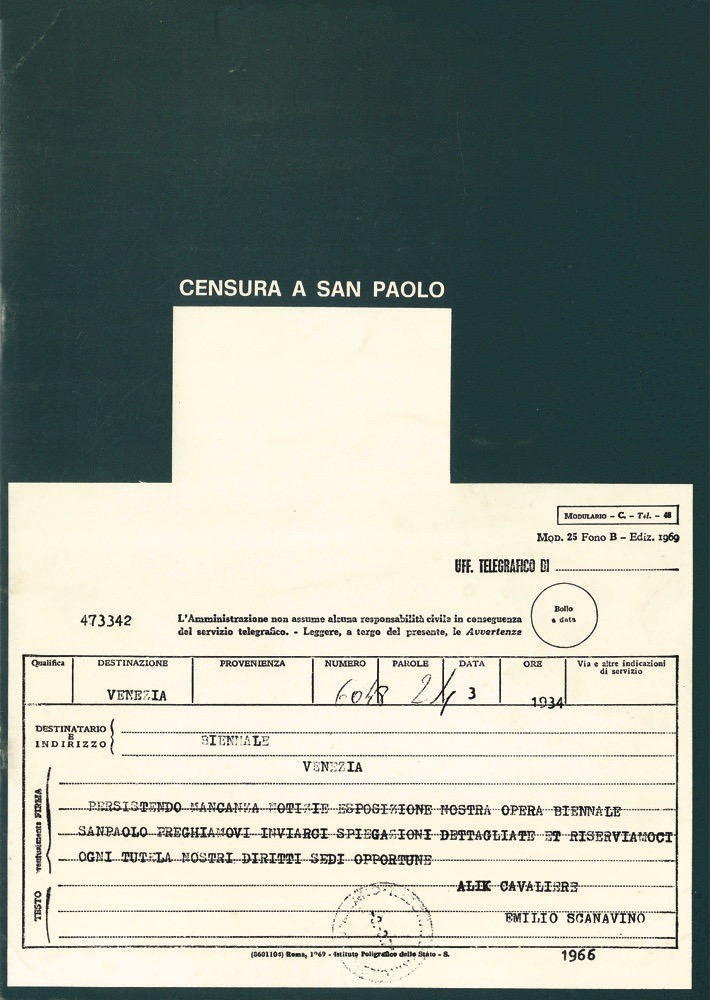 CENSURA A SAN PAOLO
MODULARIO - C. - Tel. - 48
MOD. 25 Fono B - Ediz. 1969
UFF. TELEGRAFICO DI
473342
L'Amministrazione non assume alcuna responsabilità civile in conseguenza
del servizio telegrafico. - Leggere, a tergo del presente, le Avvertenze
Bollo
a data
Qualifica DESTINAZIONE PROVENIENZA NUMERO PAROLE DATA ORE Via e altre indicazioni
di servizio
VENEZIA 6048 24 3 1934
DESTINATARIO
E
INDIRIZZO
BIENNALE
VENEZIA
PERSISTENDO MANCANZA NOTIZIE ESPOSIZIONE NOSTRA OPERA BIENNALE
SANPAOLO PREGHIAMOVI INVIARCI SPIEGAZIONI DETTAGLIATE ET RISERVIAMOCI
OGNI TUTELA NOSTRI DIRITTI SEDI OPPORTUNE
ALIK CAVALIERE
EMILIO SCANAVINO
TESTO
eventualmente FIRMA
(8601104) Roma, 1969 - Istituto Poligrafico dello Stato - S.
1966